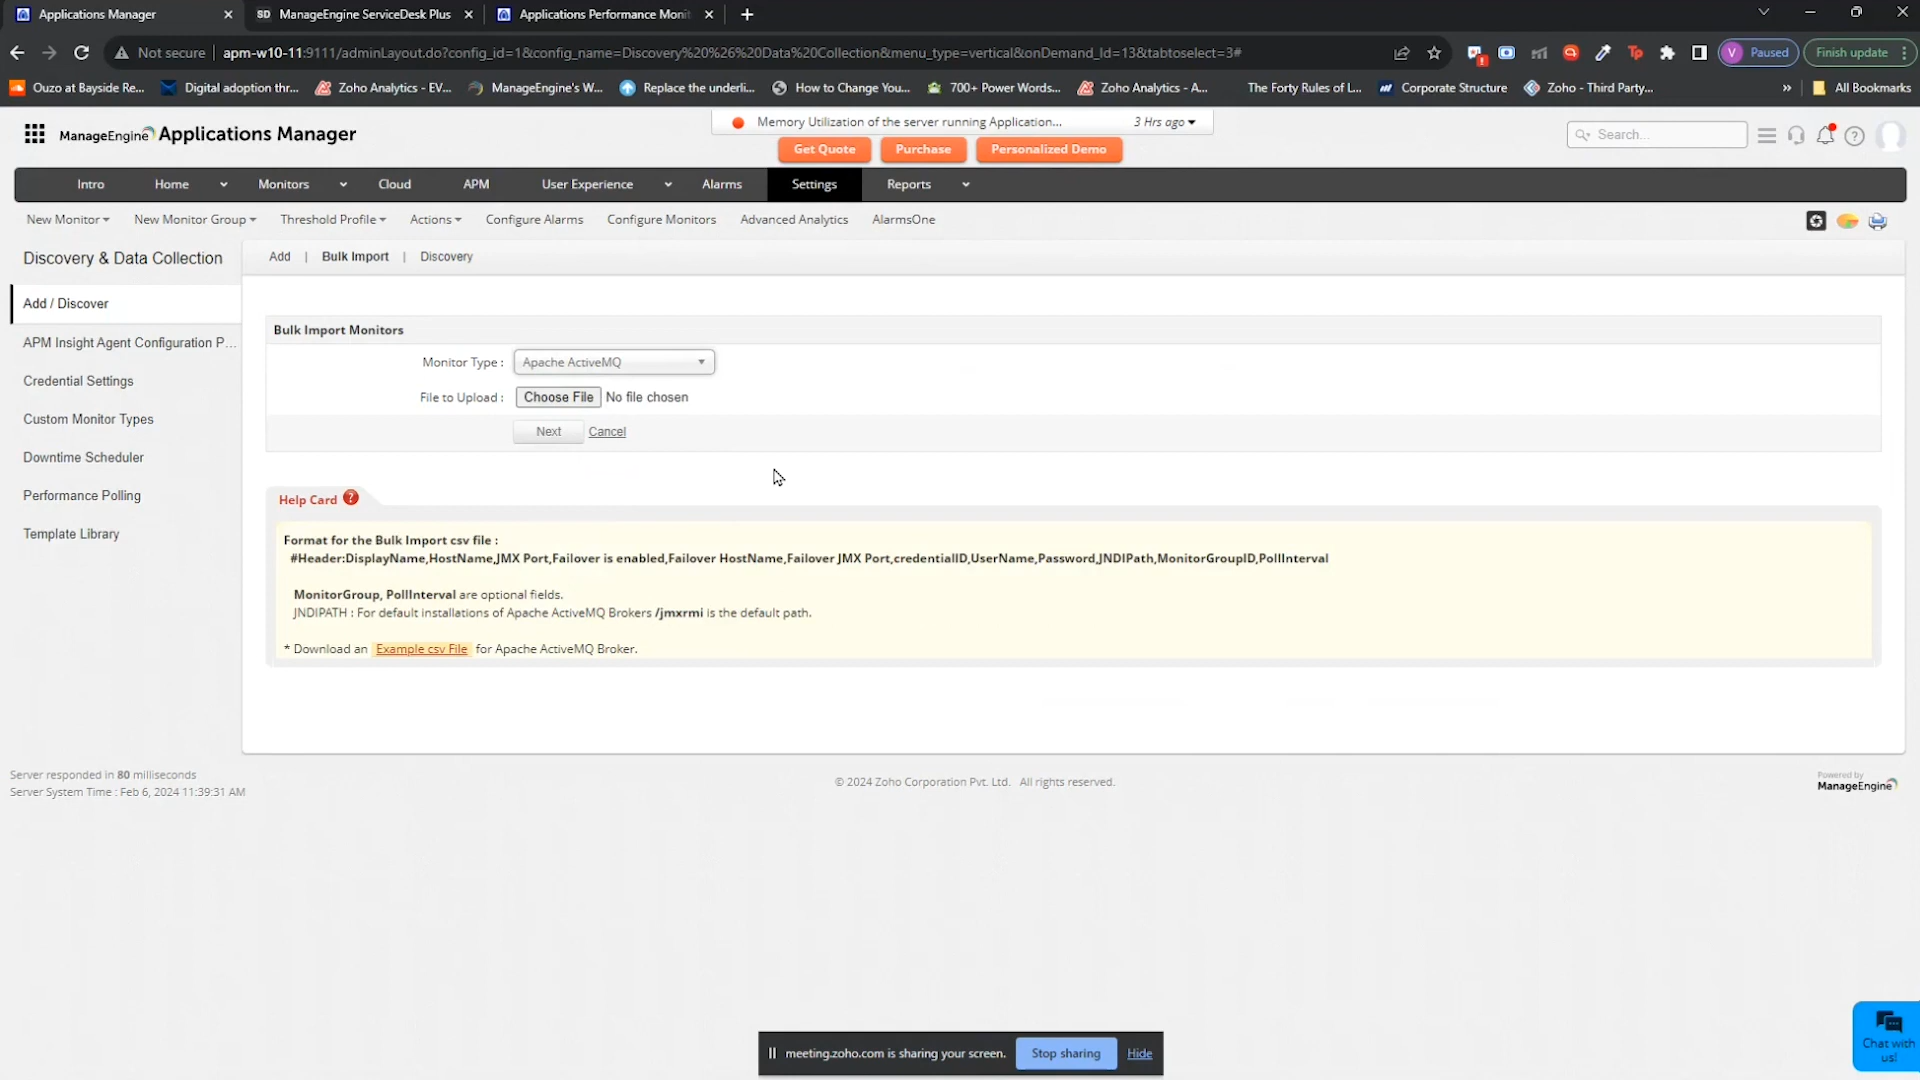 Applications Manager
ManageEngine ServiceDesk Plus
Applications Performance Monit
Not secure
apm-w10-11:9111/adminLayout.do?config_id=1&config_name=Discovery%20%26%20Data%20Collection&menu_type=vertical&onDemand_Id=13&tabtoselect=3#
V Paused
Finish update
Ouzo at Bayside Re...
Digital adoption thr...
Zoho Analytics - EV...
ManageEngine's W...
Replace the underli...
How to Change You...
700+ Power Words...
Zoho Analytics - A...
The Forty Rules of L...
Corporate Structure
Zoho - Third Party...
»
All Bookmarks
ManageEngine Applications Manager
Memory Utilization of the server running Application...
3 Hrs ago
Get Quote
Purchase
Personalized Demo
Search...
Intro
Home
Monitors
Cloud
APM
User Experience
Alarms
Settings
Reports
New Monitor
New Monitor Group
Threshold Profile
Actions
Configure Alarms
Configure Monitors
Advanced Analytics
AlarmsOne
Discovery & Data Collection
Add | Bulk Import | Discovery
Add / Discover
APM Insight Agent Configuration P...
Credential Settings
Custom Monitor Types
Downtime Scheduler
Performance Polling
Template Library
Bulk Import Monitors
Monitor Type : Apache ActiveMQ
File to Upload : Choose File No file chosen
Next Cancel
Help Card ?
Format for the Bulk Import csv file :
#Header:DisplayName,HostName,JMX Port,Failover is enabled,Failover HostName,Failover JMX Port,credentialID,UserName,Password,JNDIPath,MonitorGroupID,PollInterval
MonitorGroup, PollInterval are optional fields.
JNDIPATH : For default installations of Apache ActiveMQ Brokers /jmxrmi is the default path.
* Download an Example csv File for Apache ActiveMQ Broker.
Server responded in 80 milliseconds
Server System Time : Feb 6, 2024 11:39:31 AM
© 2024 Zoho Corporation Pvt. Ltd. All rights reserved.
Powered by
ManageEngine
Chat with
us!
meeting.zoho.com is sharing your screen.
Stop sharing
Hide